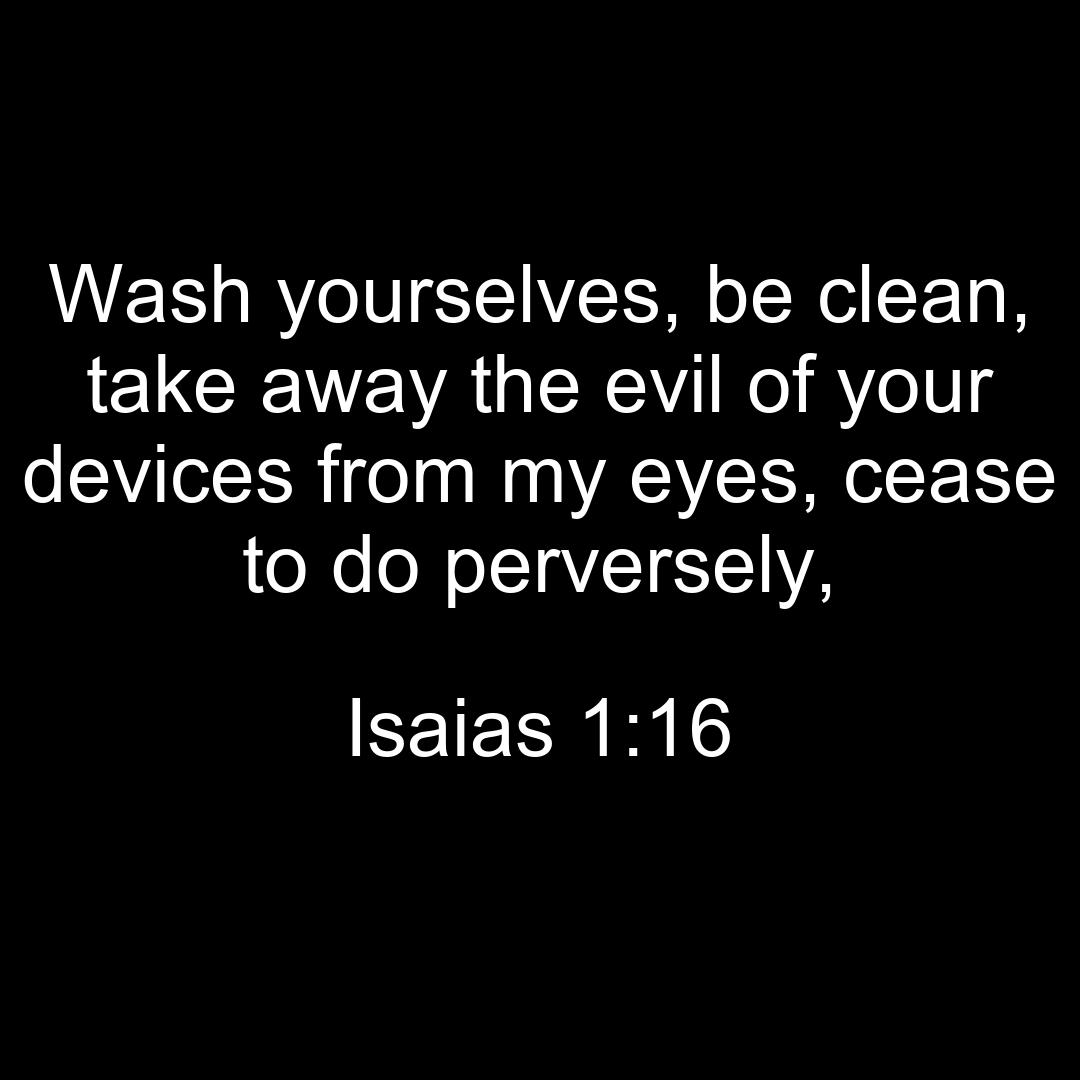 Wash yourselves, be clean,
take away the evil of your
devices from my eyes, cease
to do perversely,
Isaias 1:16